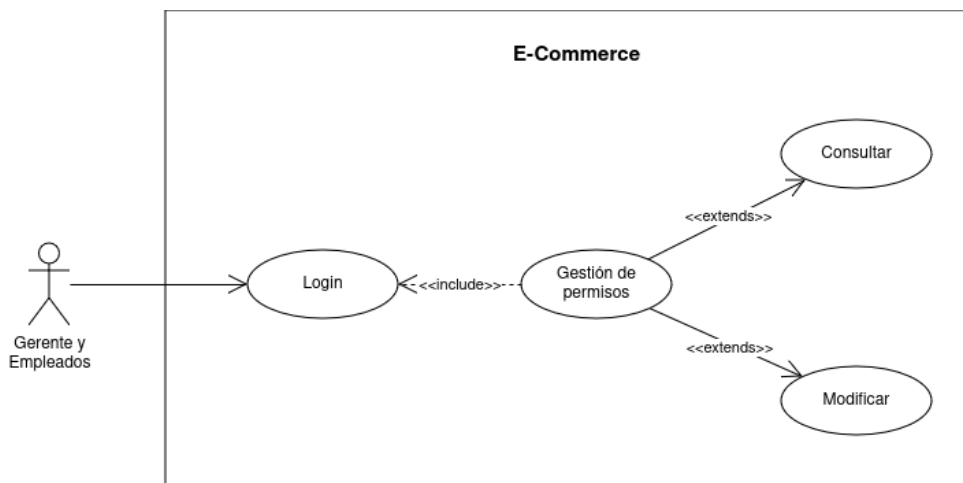 E-Commerce
Consultar
<<extends>>
Gestión de
permisos
Login
<<include>>
Gerente y
Empleados
<<extends>>
Modificar